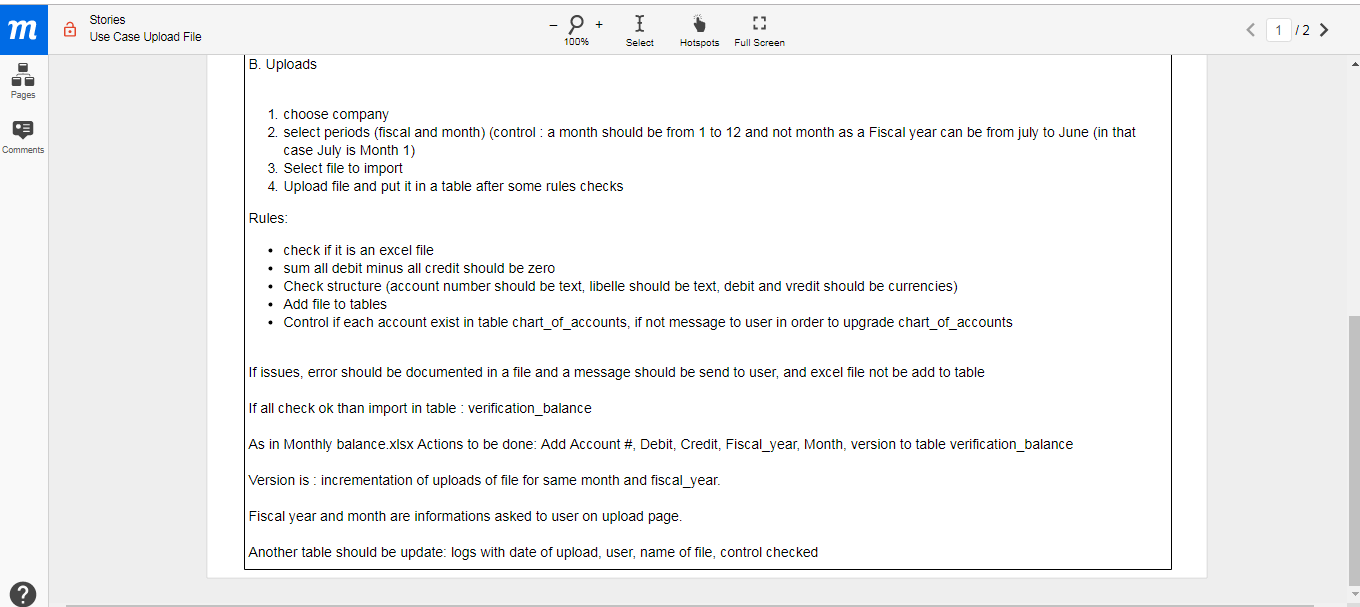 m
Stories
Use Case Upload File
– +
100%
Select
Hotspots
Full Screen
1 / 2
Pages
Comments
B. Uploads
1. choose company
2. select periods (fiscal and month) (control : a month should be from 1 to 12 and not month as a Fiscal year can be from july to June (in that
case July is Month 1)
3. Select file to import
4. Upload file and put it in a table after some rules checks
Rules:
• check if it is an excel file
• sum all debit minus all credit should be zero
• Check structure (account number should be text, libelle should be text, debit and vredit should be currencies)
• Add file to tables
• Control if each account exist in table chart_of_accounts, if not message to user in order to upgrade chart_of_accounts
If issues, error should be documented in a file and a message should be send to user, and excel file not be add to table
If all check ok than import in table : verification_balance
As in Monthly balance.xlsx Actions to be done: Add Account #, Debit, Credit, Fiscal_year, Month, version to table verification_balance
Version is : incrementation of uploads of file for same month and fiscal_year.
Fiscal year and month are informations asked to user on upload page.
Another table should be update: logs with date of upload, user, name of file, control checked
?